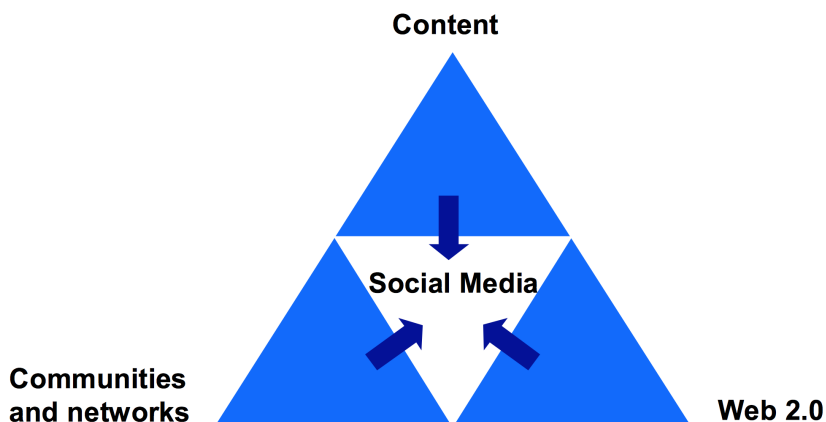 Content
Social Media
Communities
and networks
Web 2.0